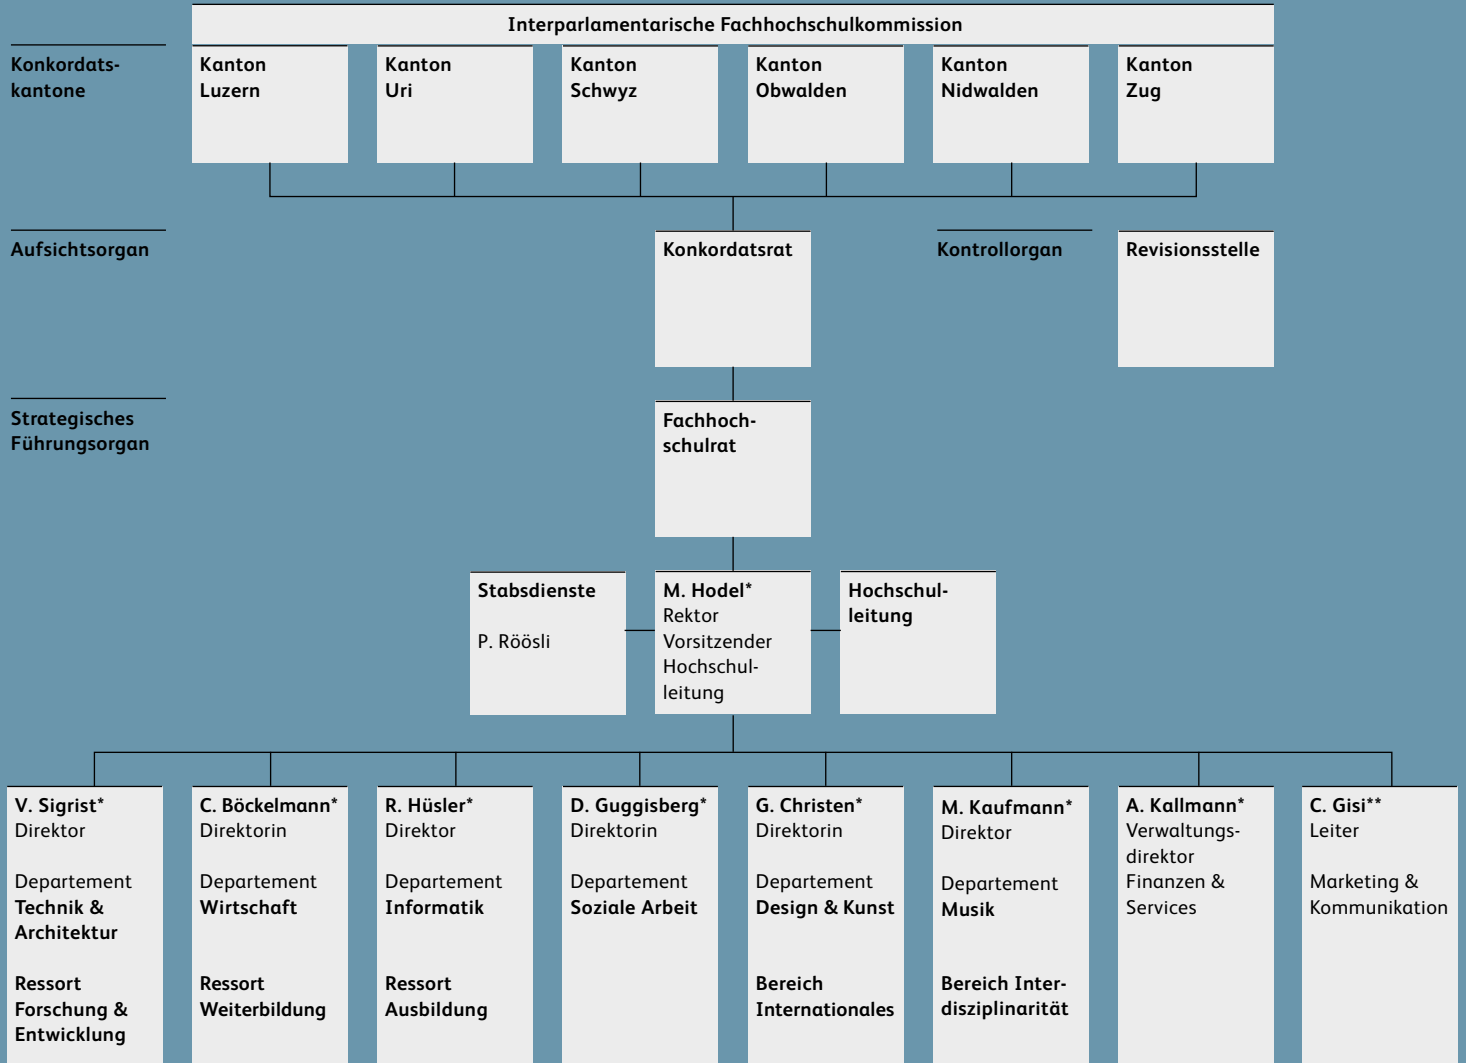 Interparlamentarische Fachhochschulkommission
Konkordats-
kantone
Kanton
Luzern
Kanton
Uri
Kanton
Schwyz
Kanton
Obwalden
Kanton
Nidwalden
Kanton
Zug
Aufsichtsorgan
Konkordatsrat
Kontrollorgan
Revisionsstelle
Strategisches
Führungsorgan
Fachhoch-
schulrat
Stabsdienste
P. Röösli
M. Hodel*
Rektor
Vorsitzender
Hochschul-
leitung
Hochschul-
leitung
V. Sigrist*
Direktor
Departement
Technik &
Architektur
Ressort
Forschung &
Entwicklung
C. Böckelmann*
Direktorin
Departement
Wirtschaft
Ressort
Weiterbildung
R. Hüsler*
Direktor
Departement
Informatik
Ressort
Ausbildung
D. Guggisberg*
Direktorin
Departement
Soziale Arbeit
G. Christen*
Direktorin
Departement
Design & Kunst
Bereich
Internationales
M. Kaufmann*
Direktor
Departement
Musik
Bereich Inter-
disziplinarität
A. Kallmann*
Verwaltungs-
direktor
Finanzen &
Services
C. Gisi**
Leiter
Marketing &
Kommunikation